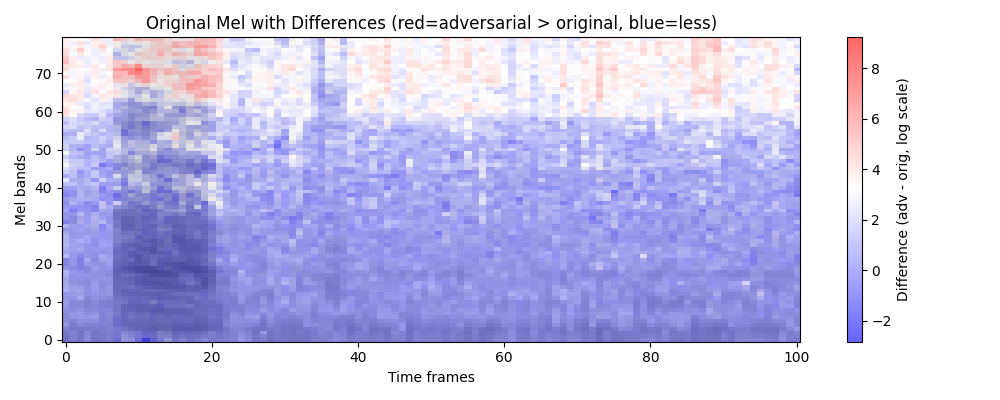 Original Mel with Differences (red=adversarial > original, blue=less)
Mel bands
70
60
50
40
30
20
10
0
0 20 40 60 80 100
Time frames
8
6
4
2
0
−2
Difference (adv - orig, log scale)